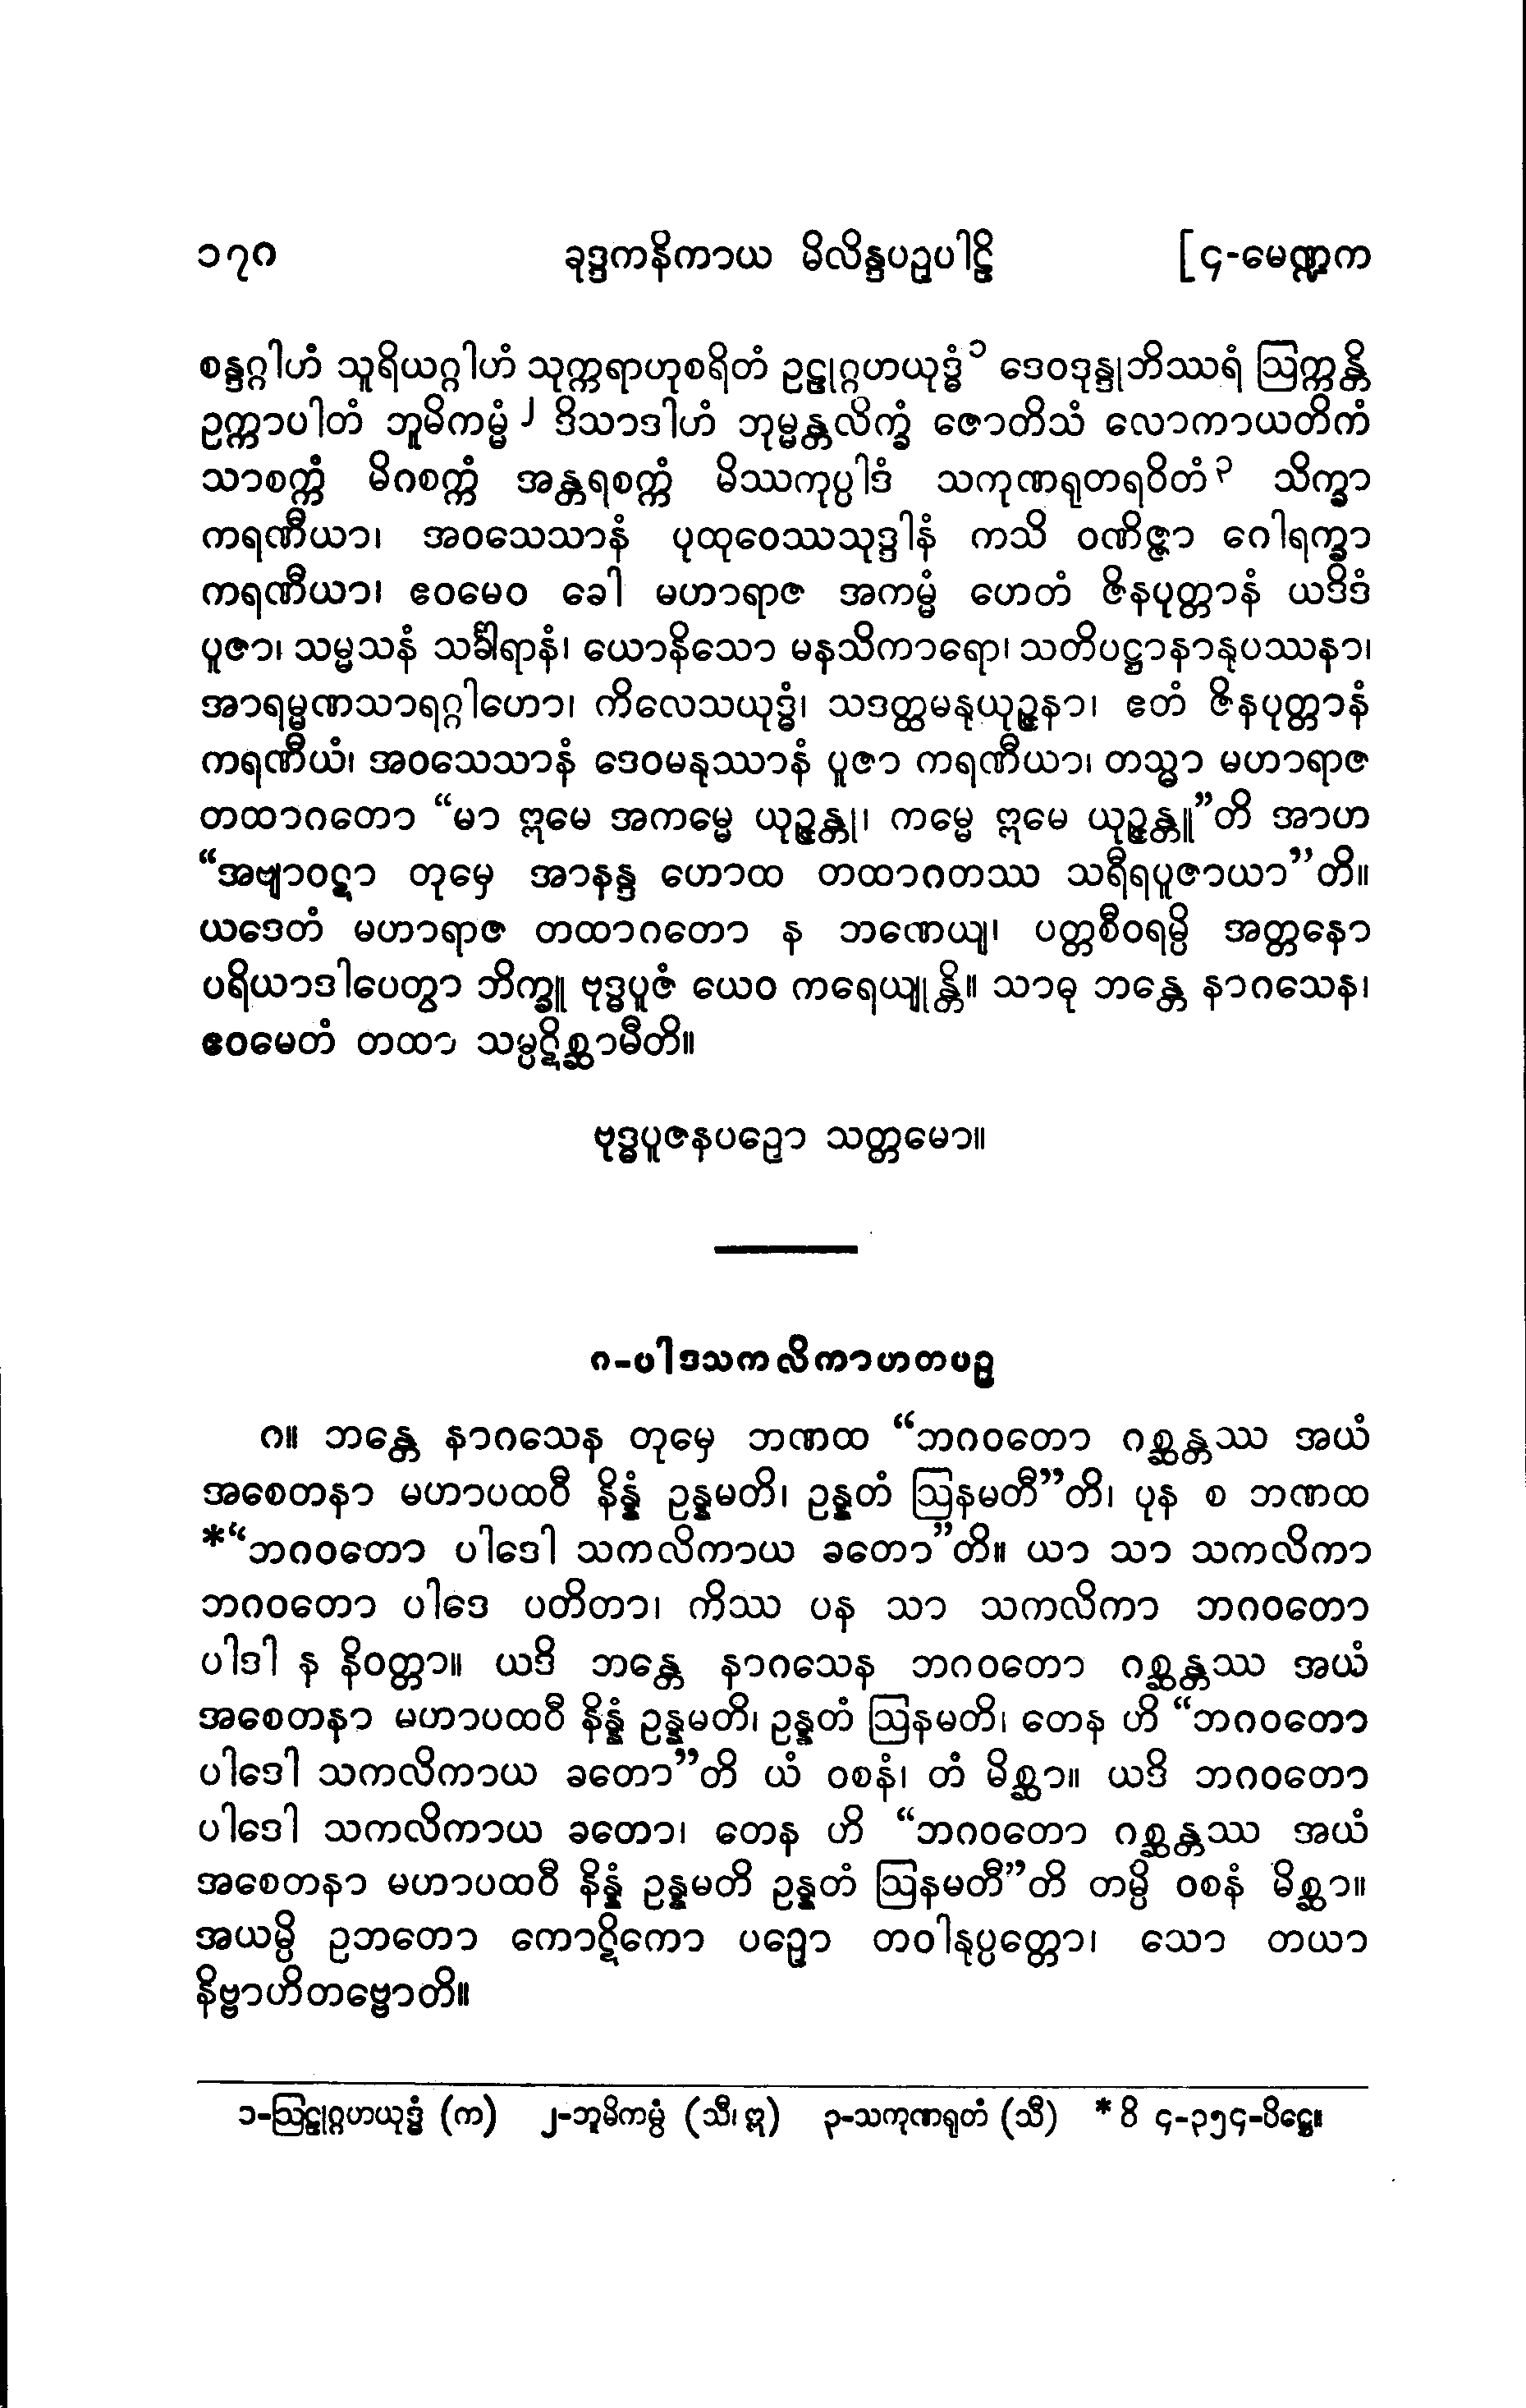 ၁၇၈ ခုဒ္ဒကနိကာယ မိလိန္ဒပဉှပါဠိ [၄-မေဏ္ဍက
စန္ဒဂ္ဂါဟံ သူရိယဂ္ဂါဟံ သုက္ကရာဟုစရိတံ ဥဠုဂ္ဂဟယုဒ္ဓံ ၁ ဒေဝဒုန္ဒုဘိဿရံ ဩက္ကန္တိ
ဥက္ကာပါတံ ဘူမိကမ္မံ ၂ ဒိသာဒါဟံ ဘုမ္မန္တလိက္ခံ ဇောတိသံ လောကာယတိကံ
သာစက္ကံ မိဂစက္ကံ အန္တရစက္ကံ မိဿကုပ္ပါဒံ သကုဏရုတရဝိတံ ၃ သိက္ခာ
ကရဏီယာ၊ အဝသေသာနံ ပုထုဝေဿသုဒ္ဒါနံ ကသိ ဝဏိဇ္ဇာ ဂေါရက္ခာ
ကရဏီယာ၊ ဧဝမေဝ ခေါ မဟာရာဇ အကမ္မံ ဟေတံ ဇိနပုတ္တာနံ ယဒိဒံ
ပူဇာ၊ သမ္မသနံ သင်္ခါရာနံ၊ ယောနိသော မနသိကာရော၊ သတိပဋ္ဌာနာနုပဿနာ၊
အာရမ္မဏသာရဂ္ဂါဟော၊ ကိလေသယုဒ္ဓံ၊ သဒတ္ထမနုယုဉ္ဇနာ၊ ဧတံ ဇိနပုတ္တာနံ
ကရဏီယံ၊ အဝသေသာနံ ဒေဝမနုဿာနံ ပူဇာ ကရဏီယာ၊ တသ္မာ မဟာရာဇ
တထာဂတော “မာ ဣမေ အကမ္မေ ယုဉ္ဇန္တု၊ ကမ္မေ ဣမေ ယုဉ္ဇန္တူ”တိ အာဟ
“အဗျာဝဋာ တုမှေ အာနန္ဒ ဟောထ တထာဂတဿ သရီရပူဇာယာ”တိ။
ယဒေတံ မဟာရာဇ တထာဂတော န ဘဏေယျ၊ ပတ္တစီဝရမ္ပိ အတ္တနော
ပရိယာဒါပေတွာ ဘိက္ခူ ဗုဒ္ဓပူဇံ ယေဝ ကရေယျုန္တိ။ သာဓု ဘန္တေ နာဂသေန၊
ဧဝမေတံ တထာ သမ္ပဋိစ္ဆာမီတိ။
ဗုဒ္ဓပူဇနပဉှော သတ္တမော။
၈-ပါဒသကလိကာဟတပဉှ
၈။ ဘန္တေ နာဂသေန တုမှေ ဘဏထ “ဘဂဝတော ဂစ္ဆန္တဿ အယံ
အစေတနာ မဟာပထဝီ နိန္နံ ဥန္နမတိ၊ ဥန္နတံ ဩနမတီ”တိ၊ ပုန စ ဘဏထ
*“ဘဂဝတော ပါဒေါ သကလိကာယ ခတော”တိ။ ယာ သာ သကလိကာ
ဘဂဝတော ပါဒေ ပတိတာ၊ ကိဿ ပန သာ သကလိကာ ဘဂဝတော
ပါဒါ န နိဝတ္တာ။ ယဒိ ဘန္တေ နာဂသေန ဘဂဝတော ဂစ္ဆန္တဿ အယံ
အစေတနာ မဟာပထဝီ နိန္နံ ဥန္နမတိ၊ ဥန္နတံ ဩနမတိ၊ တေန ဟိ “ဘဂဝတော
ပါဒေါ သကလိကာယ ခတော”တိ ယံ ဝစနံ၊ တံ မိစ္ဆာ။ ယဒိ ဘဂဝတော
ပါဒေါ သကလိကာယ ခတော၊ တေန ဟိ “ဘဂဝတော ဂစ္ဆန္တဿ အယံ
အစေတနာ မဟာပထဝီ နိန္နံ ဥန္နမတိ ဥန္နတံ ဩနမတီ”တိ တမ္ပိ ဝစနံ မိစ္ဆာ။
အယမ္ပိ ဥဘတော ကောဋိကော ပဉှော တဝါနုပ္ပတ္တော၊ သော တယာ
နိဗ္ဗာဟိတဗ္ဗောတိ။
၁-ဩဠုဂ္ဂဟယုဒ္ဓံ (က) ၂-ဘူမိကမ္ပံ (သီ၊ ဣ) ၃-သကုဏရုတံ (သီ) * ဝိ ၄-၃၅၄-ပိဋ္ဌေ။